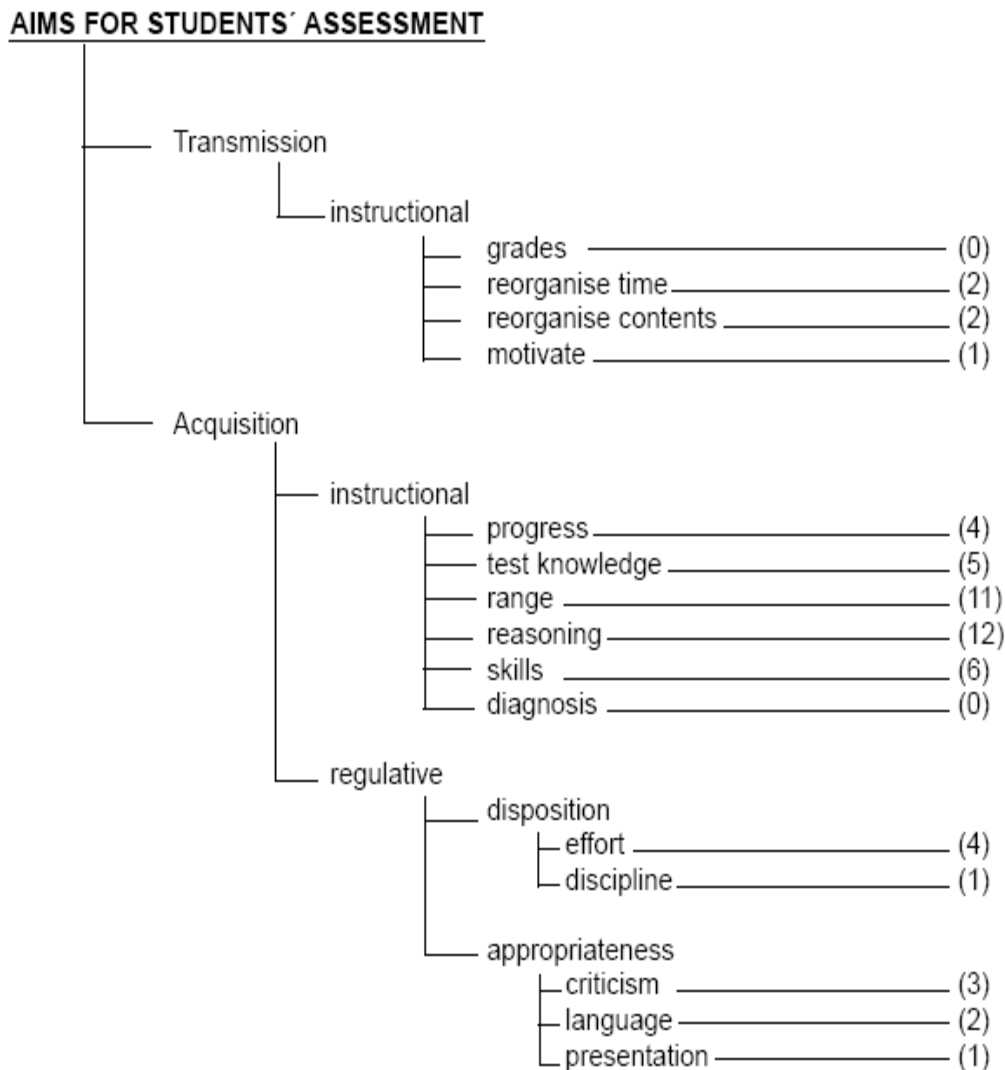 AIMS FOR STUDENTS´ ASSESSMENT
Transmission
instructional
grades (0)
reorganise time (2)
reorganise contents (2)
motivate (1)
Acquisition
instructional
progress (4)
test knowledge (5)
range (11)
reasoning (12)
skills (6)
diagnosis (0)
regulative
disposition
effort (4)
discipline (1)
appropriateness
criticism (3)
language (2)
presentation (1)